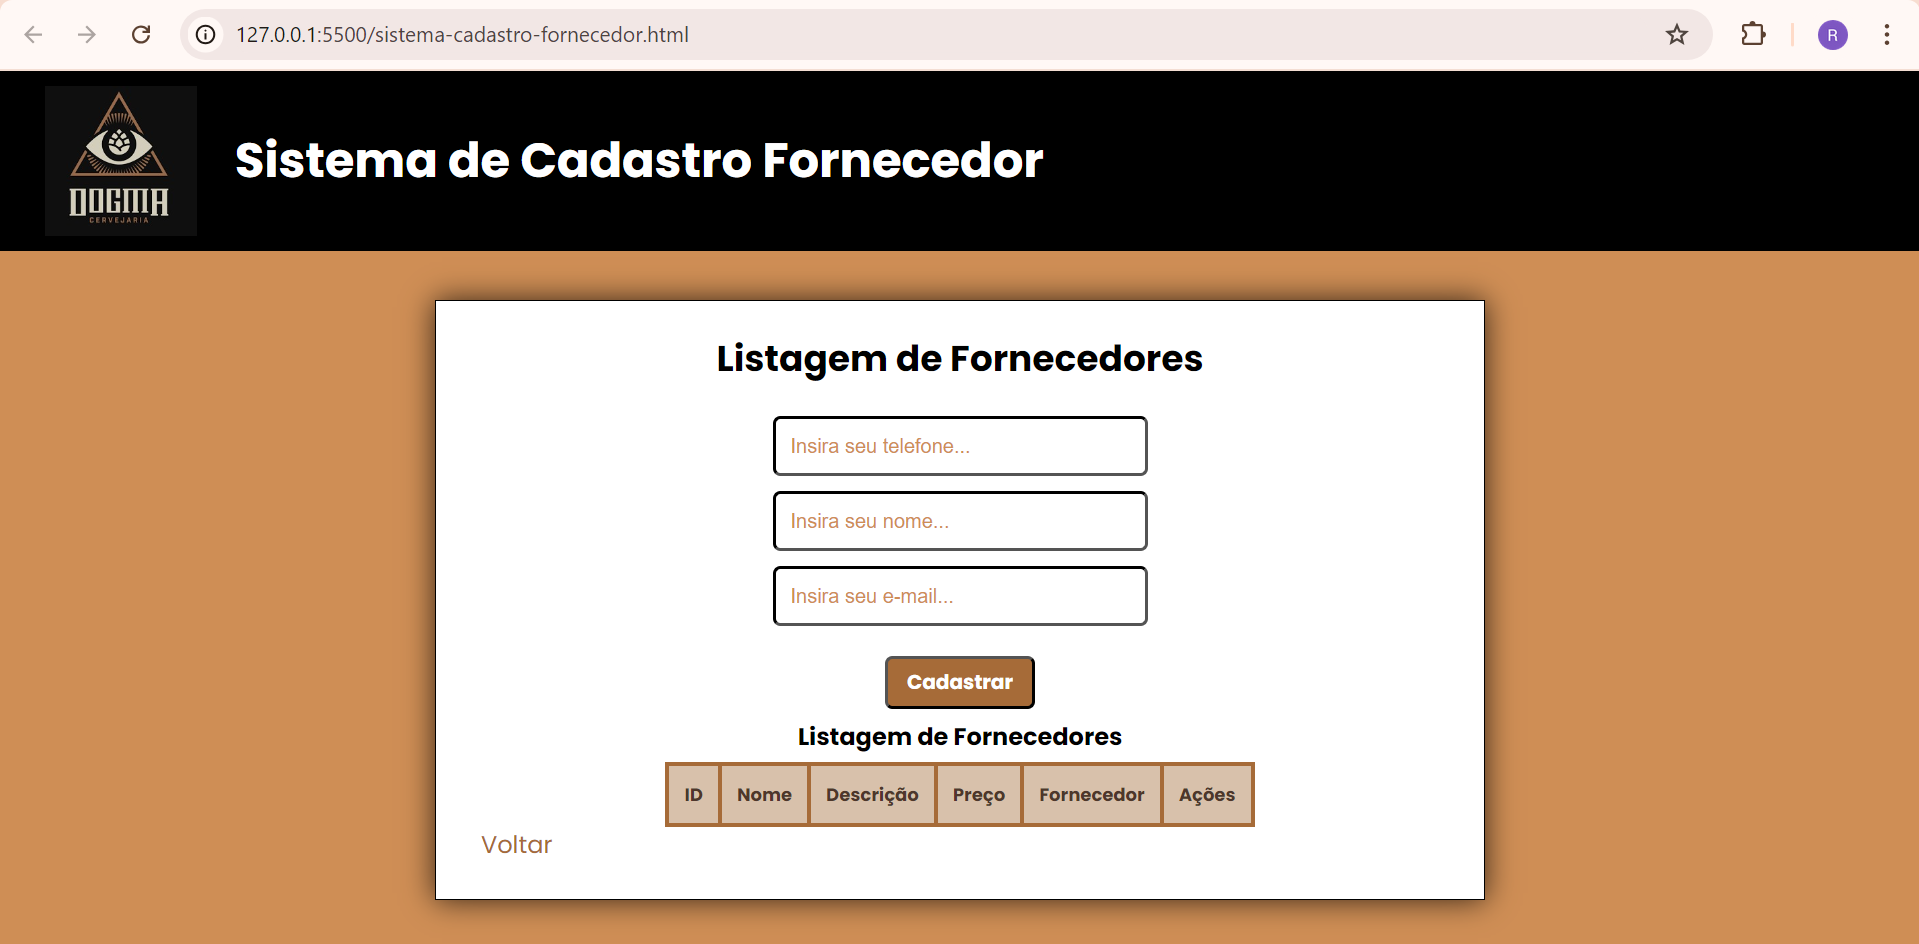 127.0.0.1:5500/sistema-cadastro-fornecedor.html
R
DOGMA
CERVEJARIA
Sistema de Cadastro Fornecedor
Listagem de Fornecedores
Insira seu telefone...
Insira seu nome...
Insira seu e-mail...
Cadastrar
Listagem de Fornecedores
ID Nome Descrição Preço Fornecedor Ações
Voltar